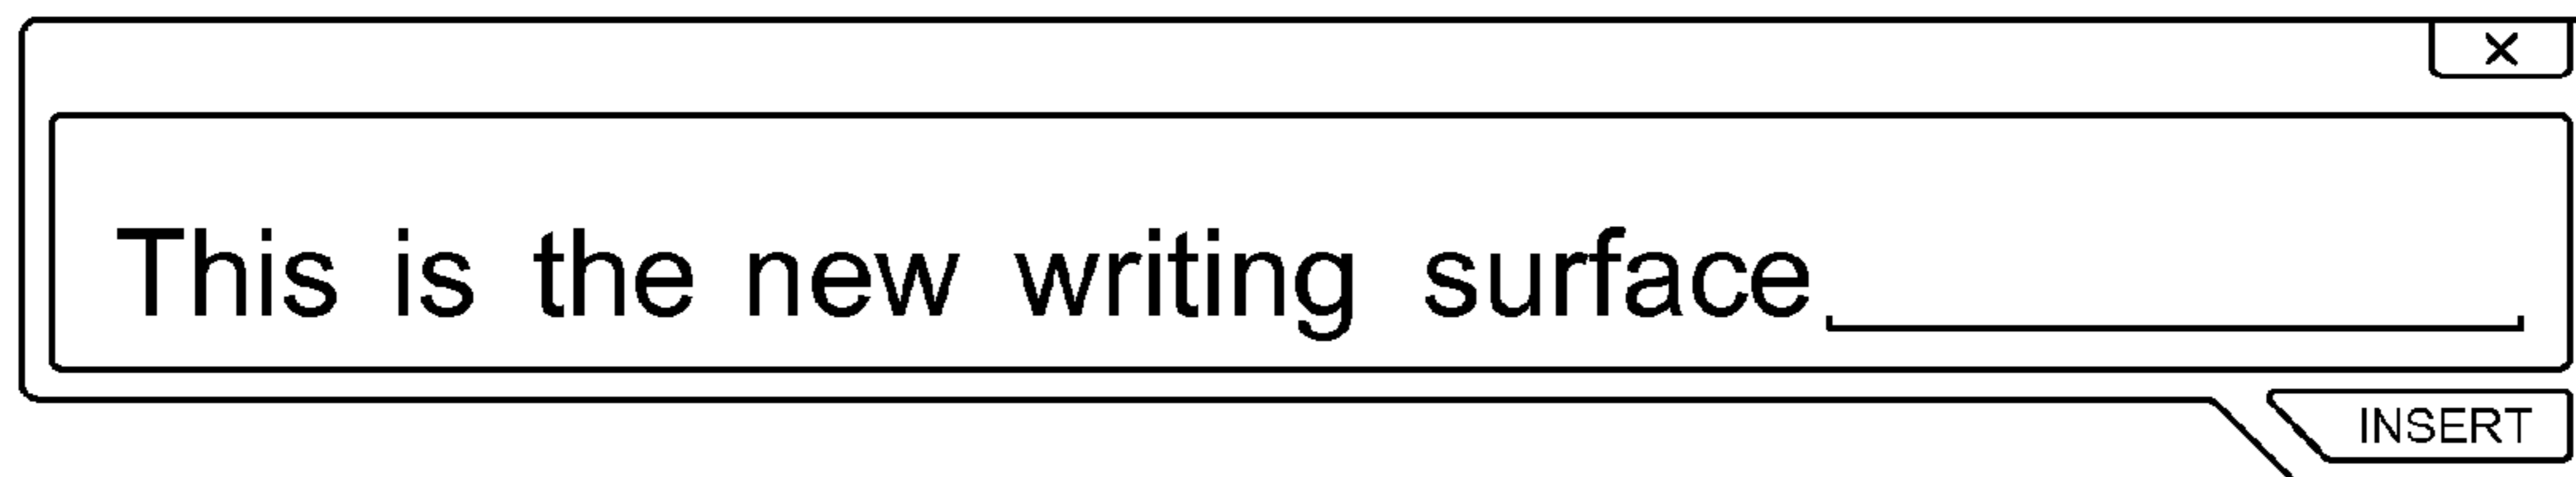 ×
This is the new writing surface
INSERT